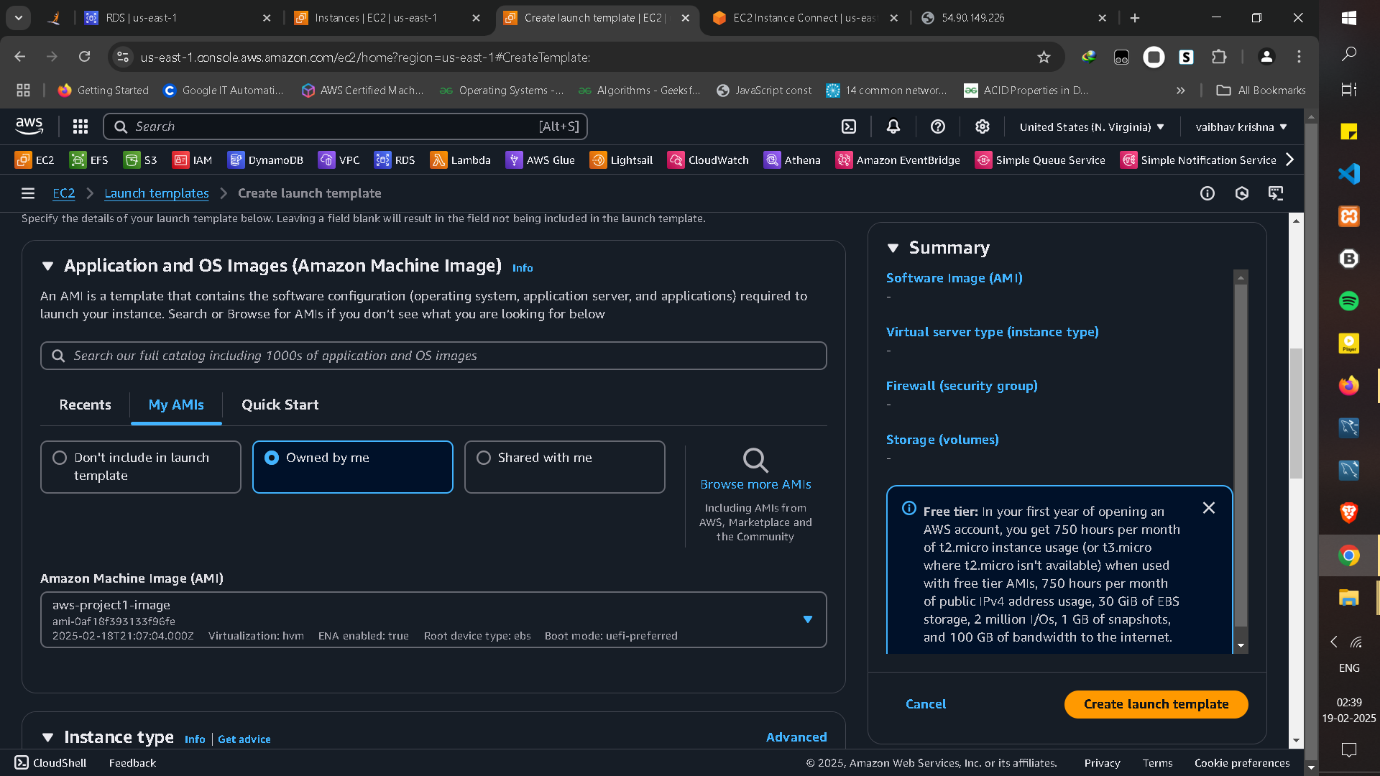 RDS | us-east-1
Instances | EC2 | us-east-1
Create launch template | EC2 |
EC2 Instance Connect | us-eas
54.90.149.226
us-east-1.console.aws.amazon.com/ec2/home?region=us-east-1#CreateTemplate:
Getting Started
Google IT Automati...
AWS Certified Mach...
Operating Systems -...
Algorithms - Geeksf...
JavaScript const
14 common networ...
ACID Properties in D...
All Bookmarks
aws
Search
[Alt+S]
United States (N. Virginia)
vaibhav krishna
EC2
EFS
S3
IAM
DynamoDB
VPC
RDS
Lambda
AWS Glue
Lightsail
CloudWatch
Athena
Amazon EventBridge
Simple Queue Service
Simple Notification Service
EC2
Launch templates
Create launch template
Specify the details of your launch template below. Leaving a field blank will result in the field not being included in the launch template.
Application and OS Images (Amazon Machine Image) Info
An AMI is a template that contains the software configuration (operating system, application server, and applications) required to
launch your instance. Search or Browse for AMIs if you don't see what you are looking for below
Search our full catalog including 1000s of application and OS images
Recents
My AMIs
Quick Start
Don't include in launch
template
Owned by me
Shared with me
Browse more AMIs
Including AMIs from
AWS, Marketplace and
the Community
Amazon Machine Image (AMI)
aws-project1-image
ami-0af18f393133f96fe
2025-02-18T21:07:04.000Z Virtualization: hvm ENA enabled: true Root device type: ebs Boot mode: uefi-preferred
Instance type Info | Get advice
Advanced
Summary
Software Image (AMI)
-
Virtual server type (instance type)
-
Firewall (security group)
-
Storage (volumes)
-
Free tier: In your first year of opening an
AWS account, you get 750 hours per month
of t2.micro instance usage (or t3.micro
where t2.micro isn't available) when used
with free tier AMIs, 750 hours per month
of public IPv4 address usage, 30 GiB of EBS
storage, 2 million I/Os, 1 GB of snapshots,
and 100 GB of bandwidth to the internet.
Cancel
Create launch template
CloudShell
Feedback
© 2025, Amazon Web Services, Inc. or its affiliates.
Privacy
Terms
Cookie preferences
ENG
02:39
19-02-2025